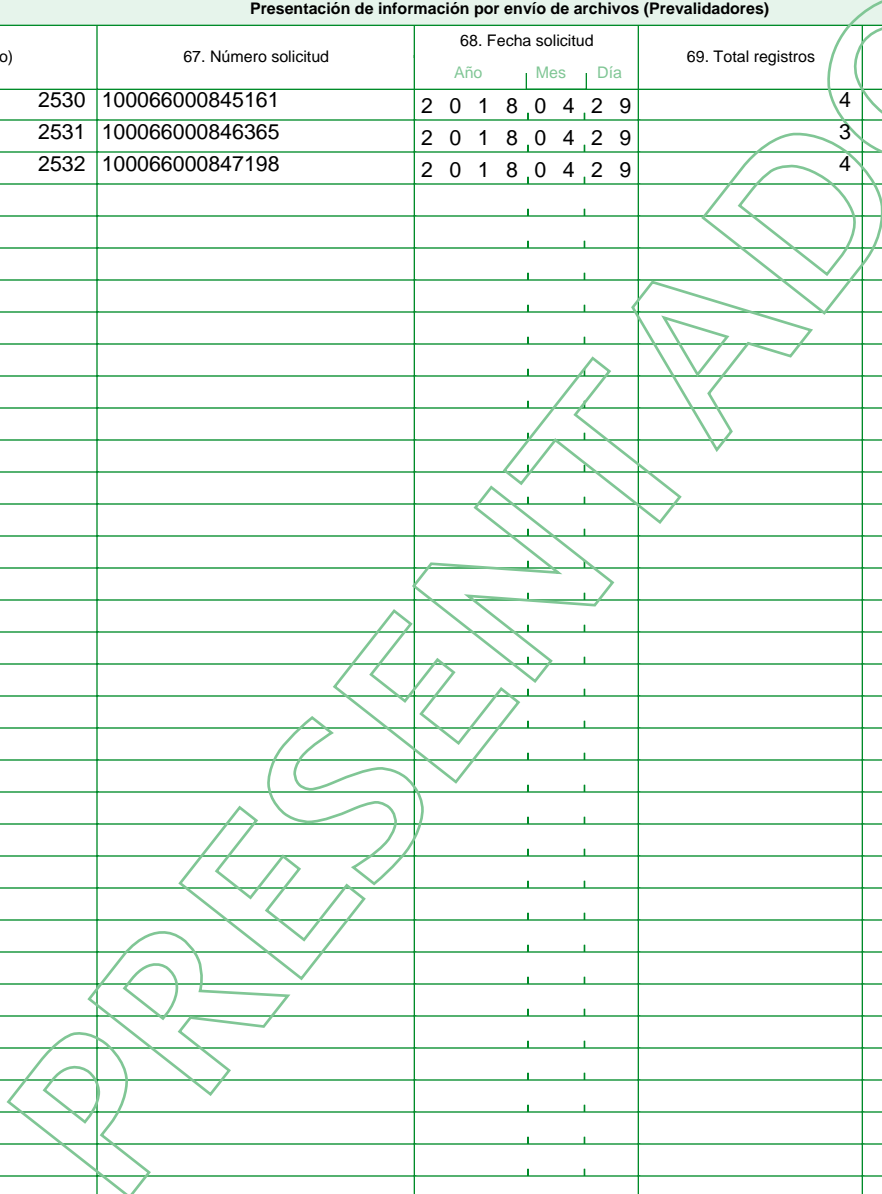 Presentación de información por envío de archivos (Prevalidadores)
o) 67. Número solicitud 68. Fecha solicitud 69. Total registros
Año Mes Día
2530 100066000845161 2 0 1 8 0 4 2 9 4
2531 100066000846365 2 0 1 8 0 4 2 9 3
2532 100066000847198 2 0 1 8 0 4 2 9 4
PRESENTADO